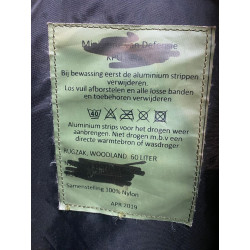 Defensie
Bij bewassing eerst de aluminium strippen
verwijderen.
Los vuil afborstelen en alle losse banden
en toebehoren verwijderen
40
Aluminium strips voor het drogen weer
aanbrengen. Niet drogen m.b.v een
directe warmtebron of wasdroger
RUGZAK, WOODLAND 60 LITER
Samenstelling 100% Nylon
APR 2019